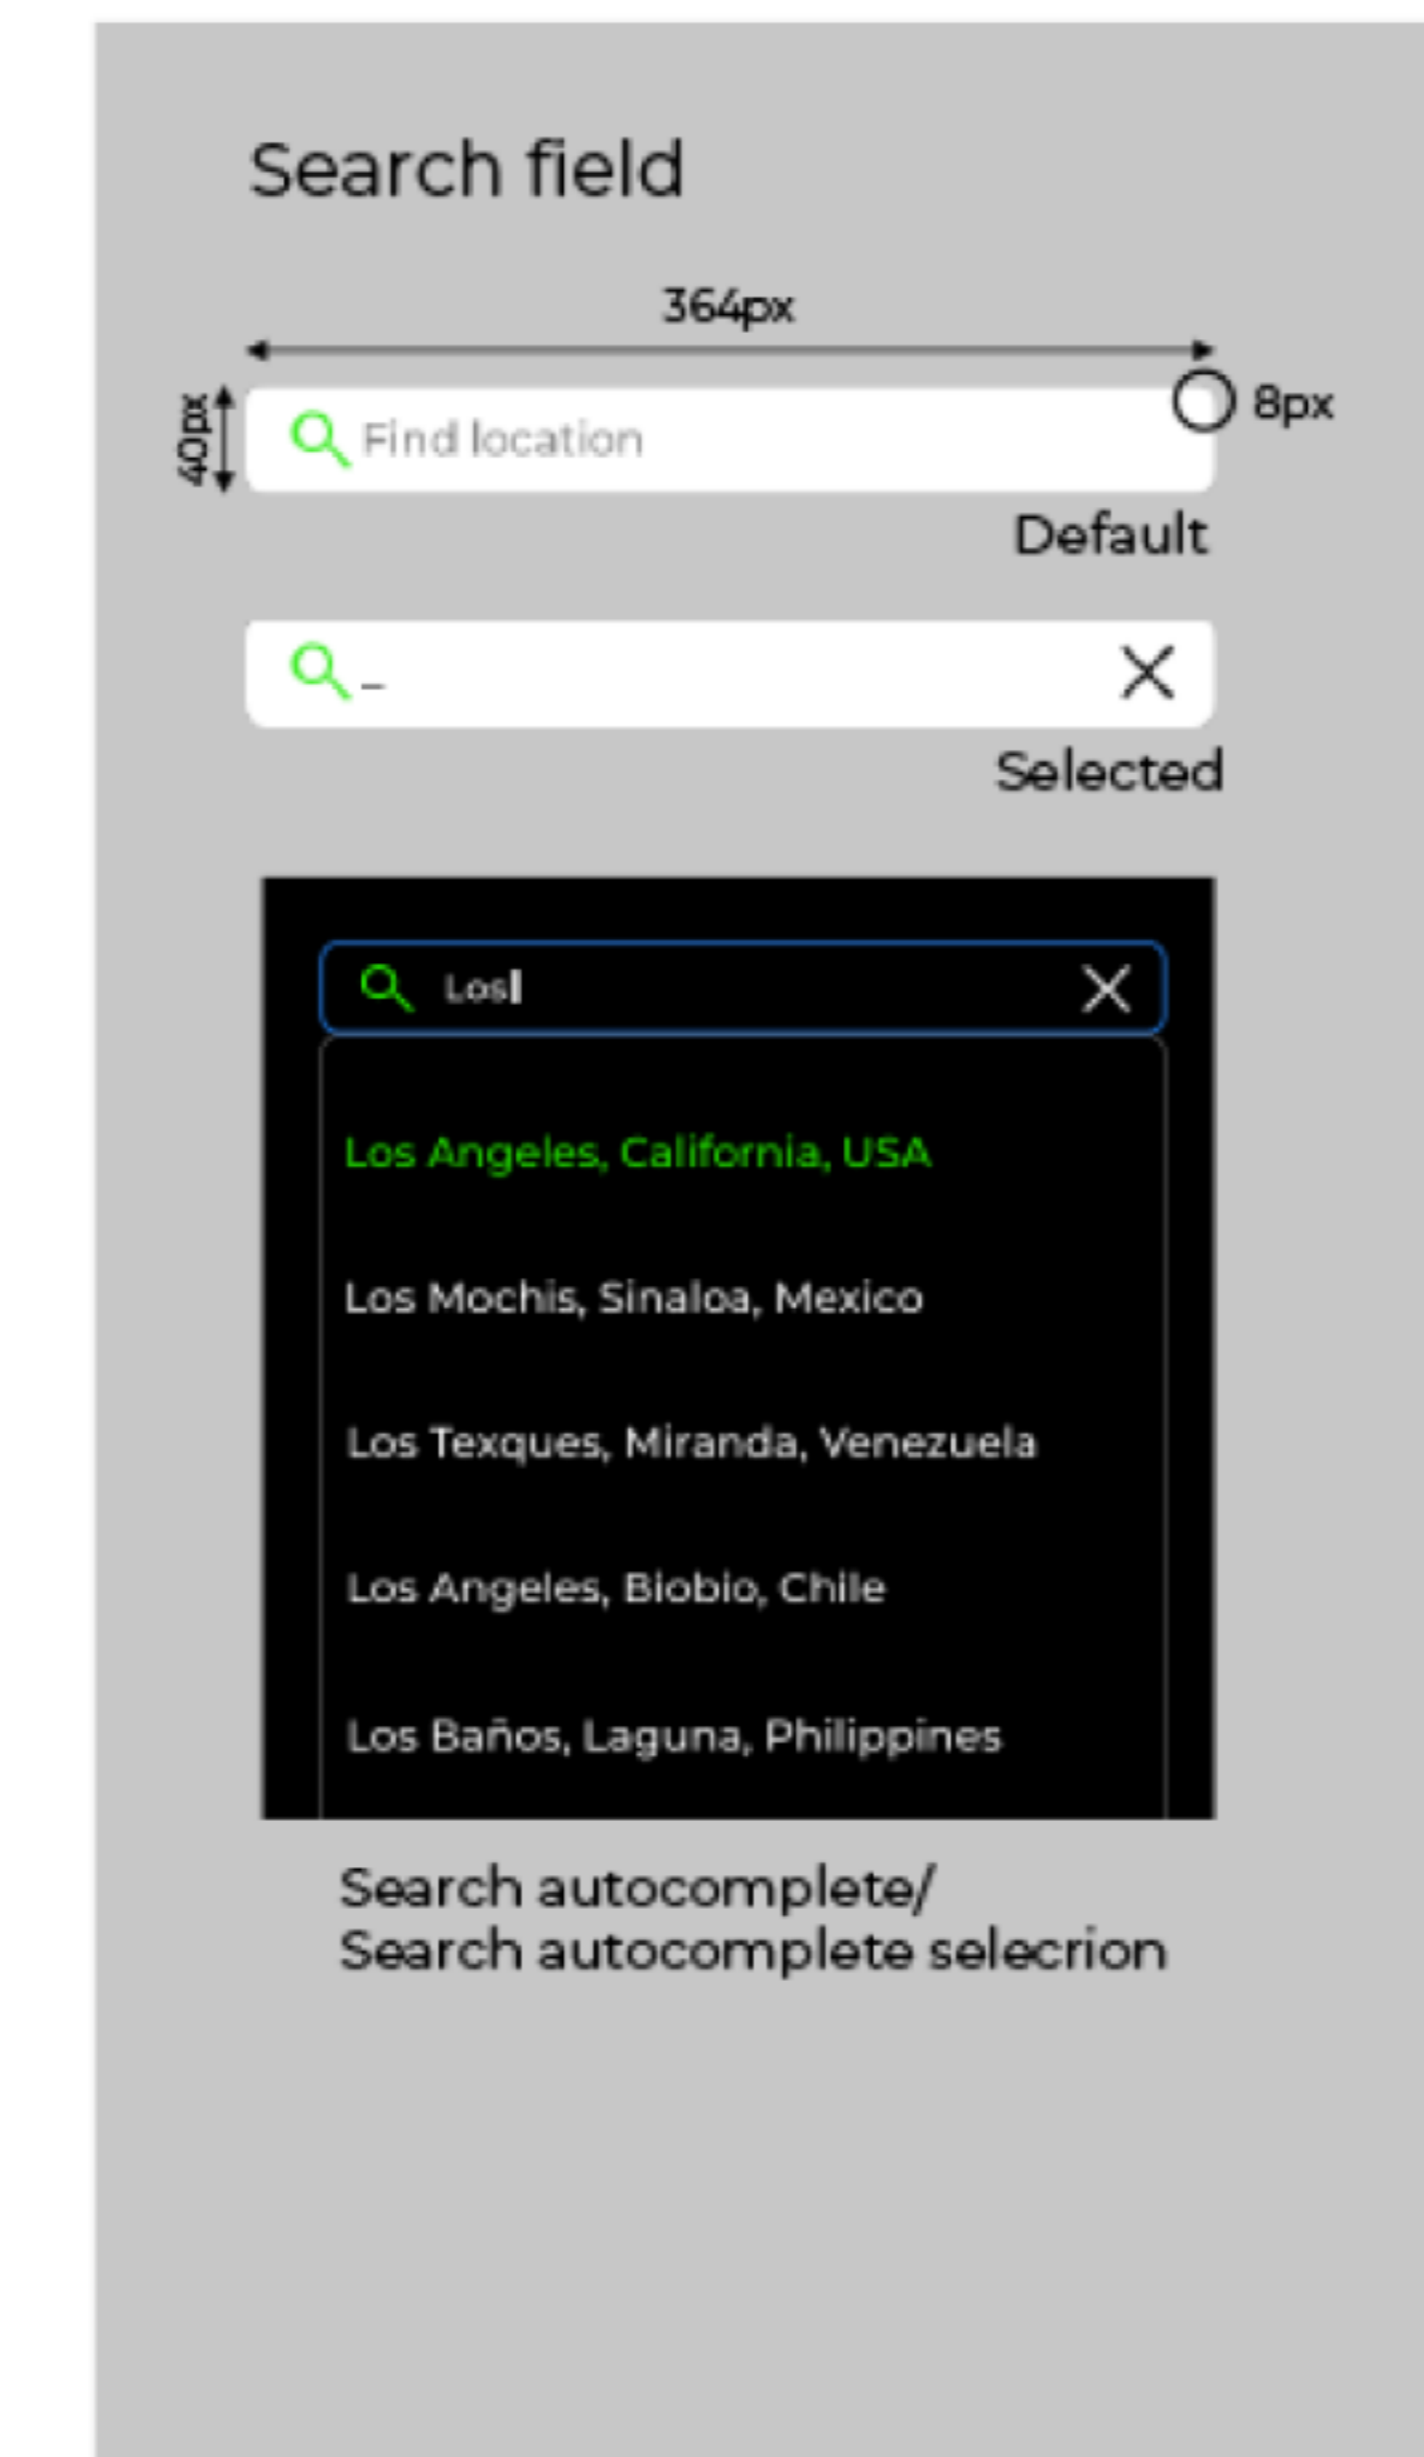 Search field
364px
40px
8px
Find location
Default
_
Selected
Los
Los Angeles, California, USA
Los Mochis, Sinaloa, Mexico
Los Texques, Miranda, Venezuela
Los Angeles, Biobio, Chile
Los Baños, Laguna, Philippines
Search autocomplete/
Search autocomplete selecrion